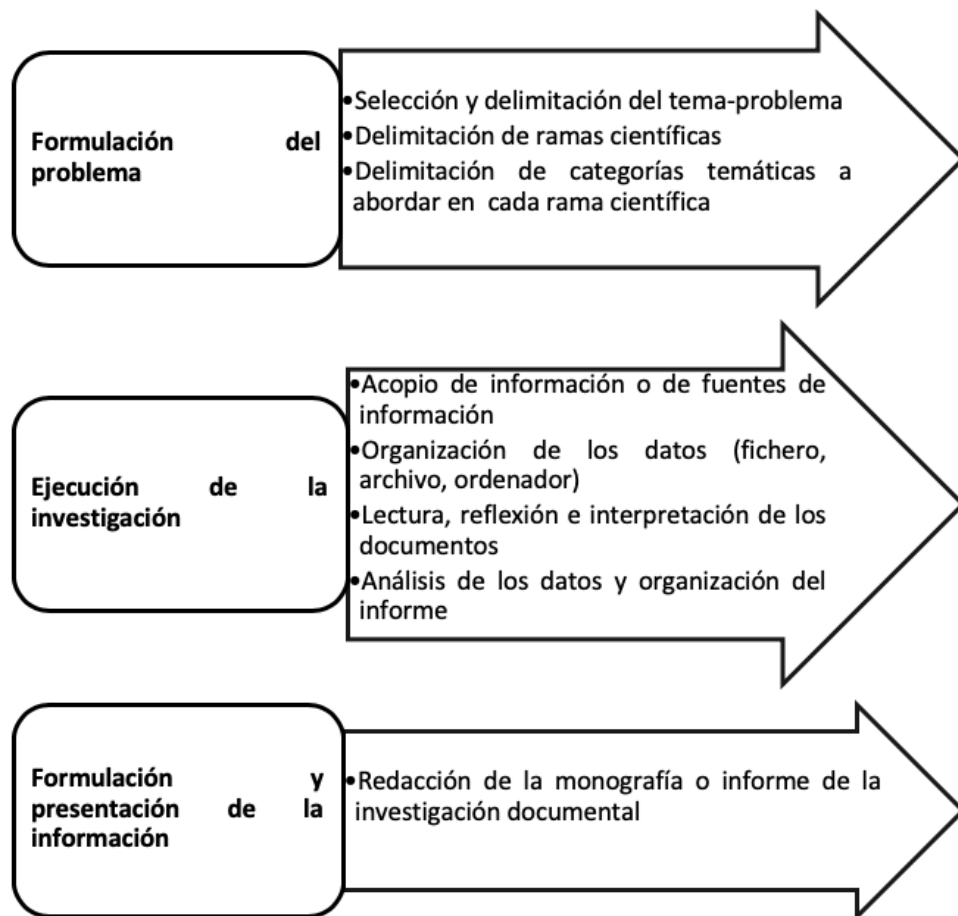 Formulación del
problema
•Selección y delimitación del tema-problema
•Delimitación de ramas científicas
•Delimitación de categorías temáticas a
abordar en cada rama científica
Ejecución de la
investigación
•Acopio de información o de fuentes de
información
•Organización de los datos (fichero,
archivo, ordenador)
•Lectura, reflexión e interpretación de los
documentos
•Análisis de los datos y organización del
informe
Formulación y
presentación de la
información
•Redacción de la monografía o informe de la
investigación documental